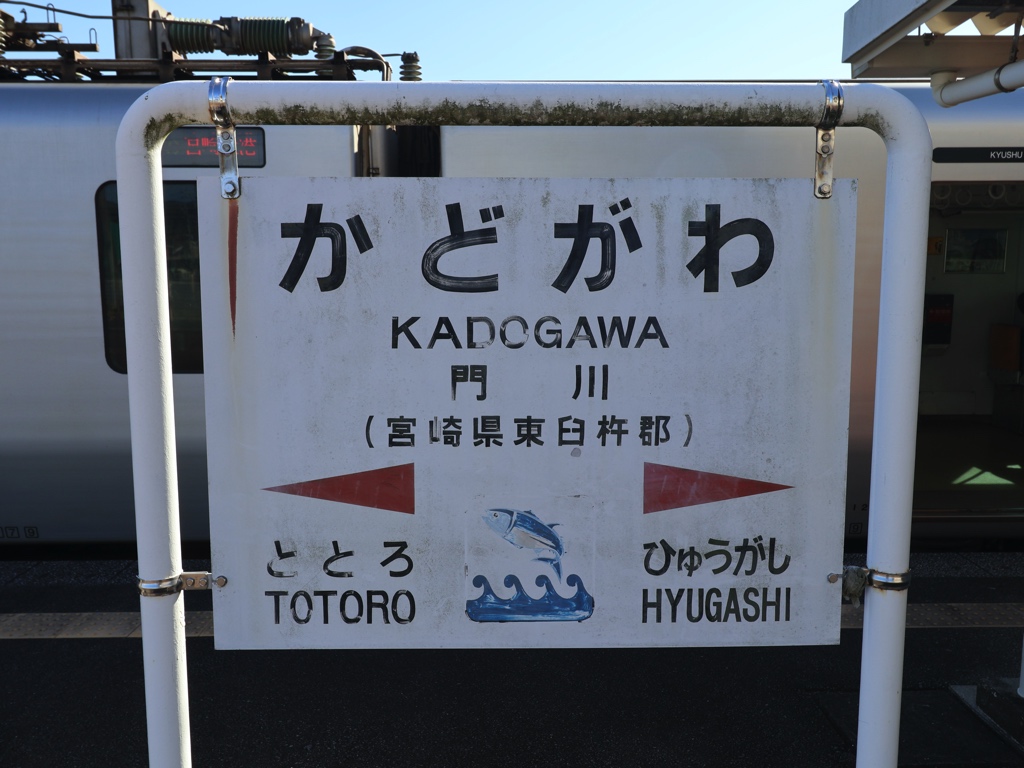 KYUSHU
かどがわ
KADOGAWA
門川
（宮崎県東臼杵郡）
ととろ ひゅうがし
TOTORO HYUGASHI